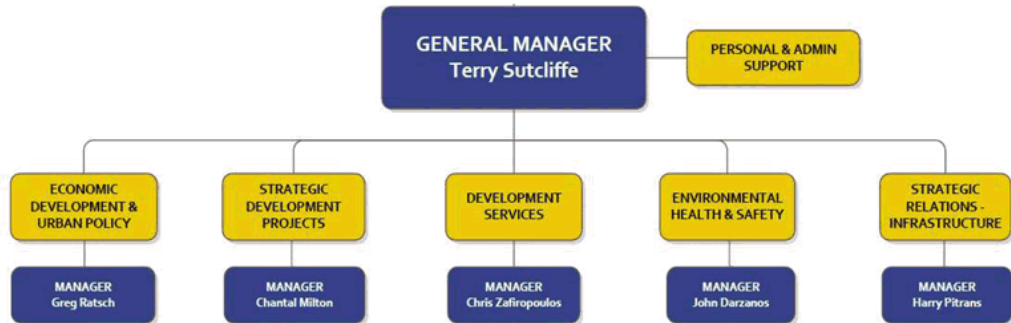 GENERAL MANAGER
Terry Sutcliffe
PERSONAL & ADMIN
SUPPORT
ECONOMIC
DEVELOPMENT &
URBAN POLICY
STRATEGIC
DEVELOPMENT
PROJECTS
DEVELOPMENT
SERVICES
ENVIRONMENTAL
HEALTH & SAFETY
STRATEGIC
RELATIONS -
INFRASTRUCTURE
MANAGER
Greg Ratsch
MANAGER
Chantal Milton
MANAGER
Chris Zafiropoulos
MANAGER
John Darzanos
MANAGER
Harry Pitrans